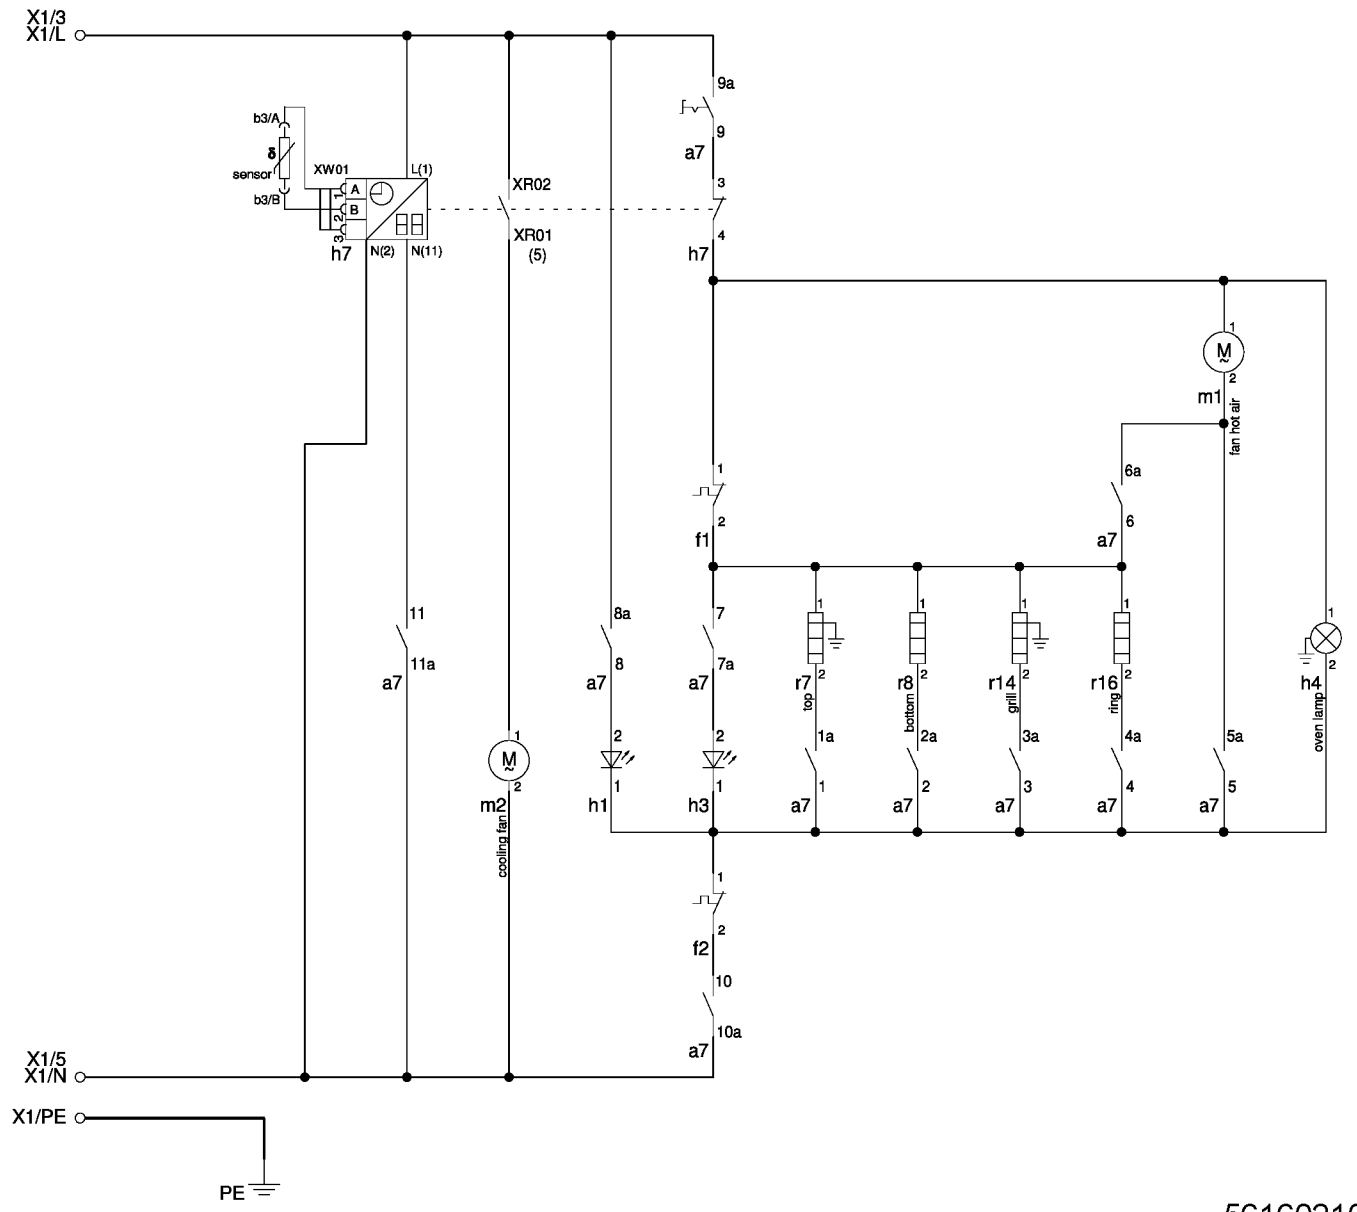 X1/3
X1/L
9a
9
a7
b3/A
δ
sensor
b3/B
XW01
L(1)
A
B
1
2
3
h7
N(2)
N(11)
XR02
XR01
(5)
3
4
h7
1
M
~
2
m1
fan hot air
1
2
f1
6a
6
a7
11
11a
a7
8a
8
a7
7
7a
a7
1
2
r7
top
1
2
r8
bottom
1
2
r14
grill
1
2
r16
ring
1
2
h4
oven lamp
1
M
~
2
m2
cooling fan
2
1
h1
2
1
h3
1a
1
a7
2a
2
a7
3a
3
a7
4a
4
a7
5a
5
a7
1
2
f2
10
10a
a7
X1/5
X1/N
X1/PE
PE